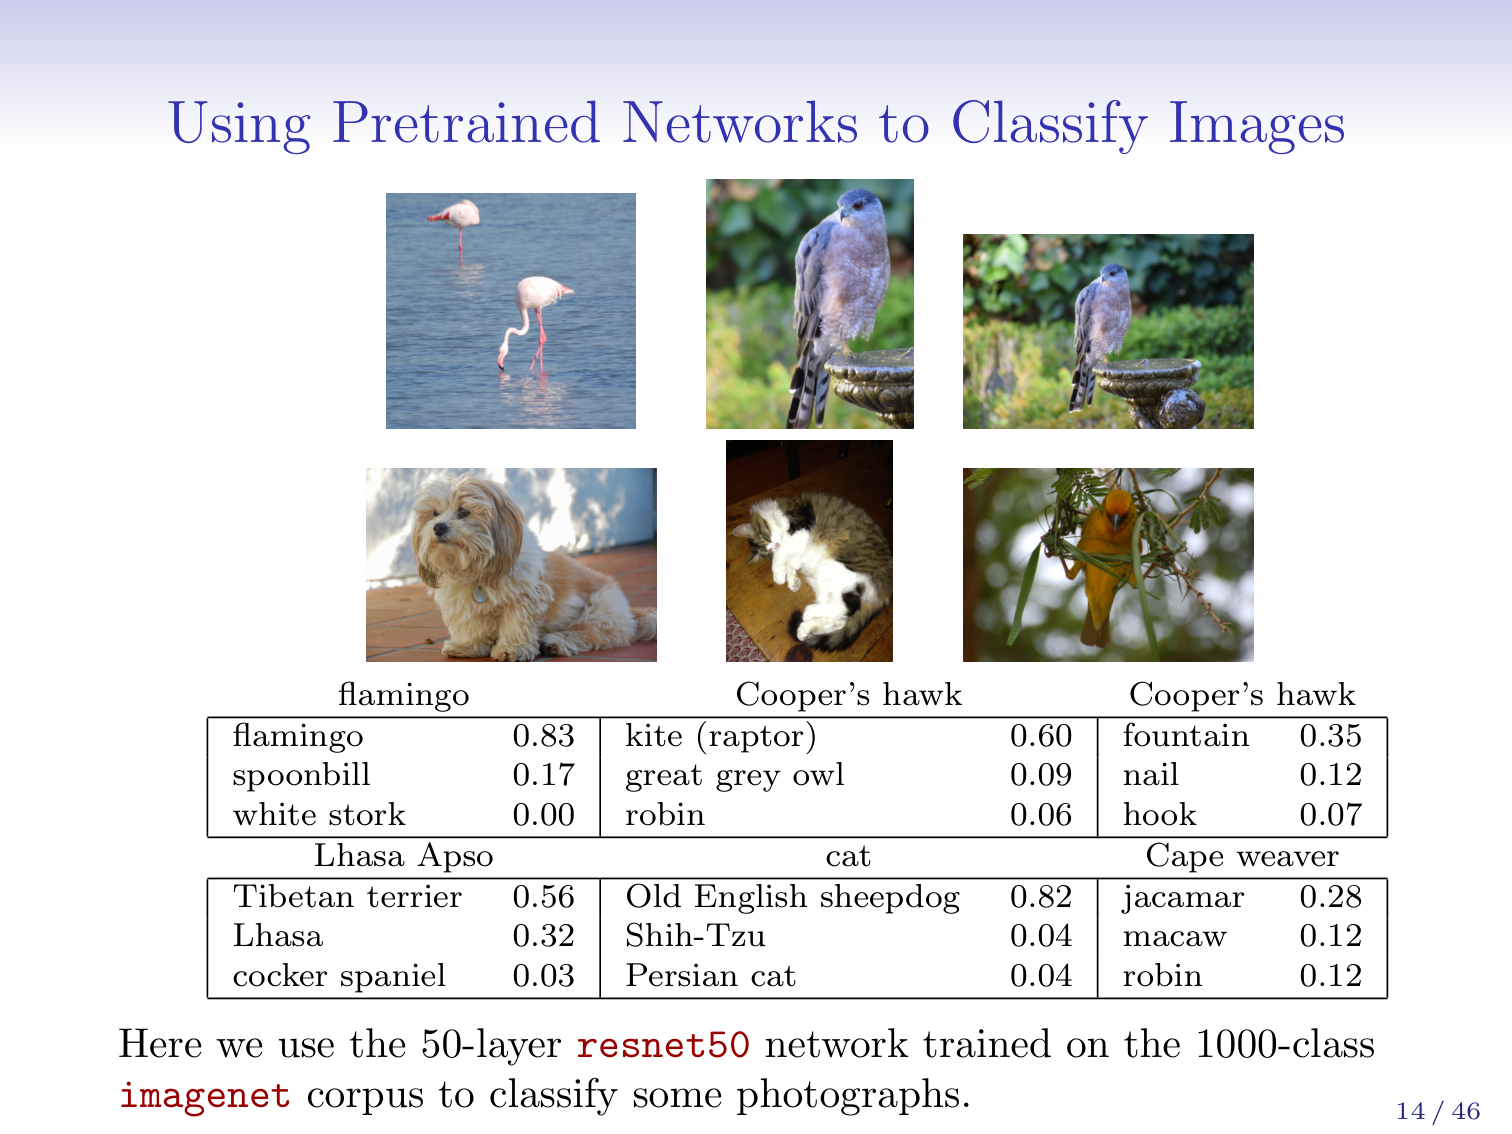 Using Pretrained Networks to Classify Images
flamingo Cooper's hawk Cooper's hawk
flamingo 0.83 kite (raptor) 0.60 fountain 0.35
spoonbill 0.17 great grey owl 0.09 nail 0.12
white stork 0.00 robin 0.06 hook 0.07
Lhasa Apso cat Cape weaver
Tibetan terrier 0.56 Old English sheepdog 0.82 jacamar 0.28
Lhasa 0.32 Shih-Tzu 0.04 macaw 0.12
cocker spaniel 0.03 Persian cat 0.04 robin 0.12
Here we use the 50-layer resnet50 network trained on the 1000-class
imagenet corpus to classify some photographs.
14 / 46